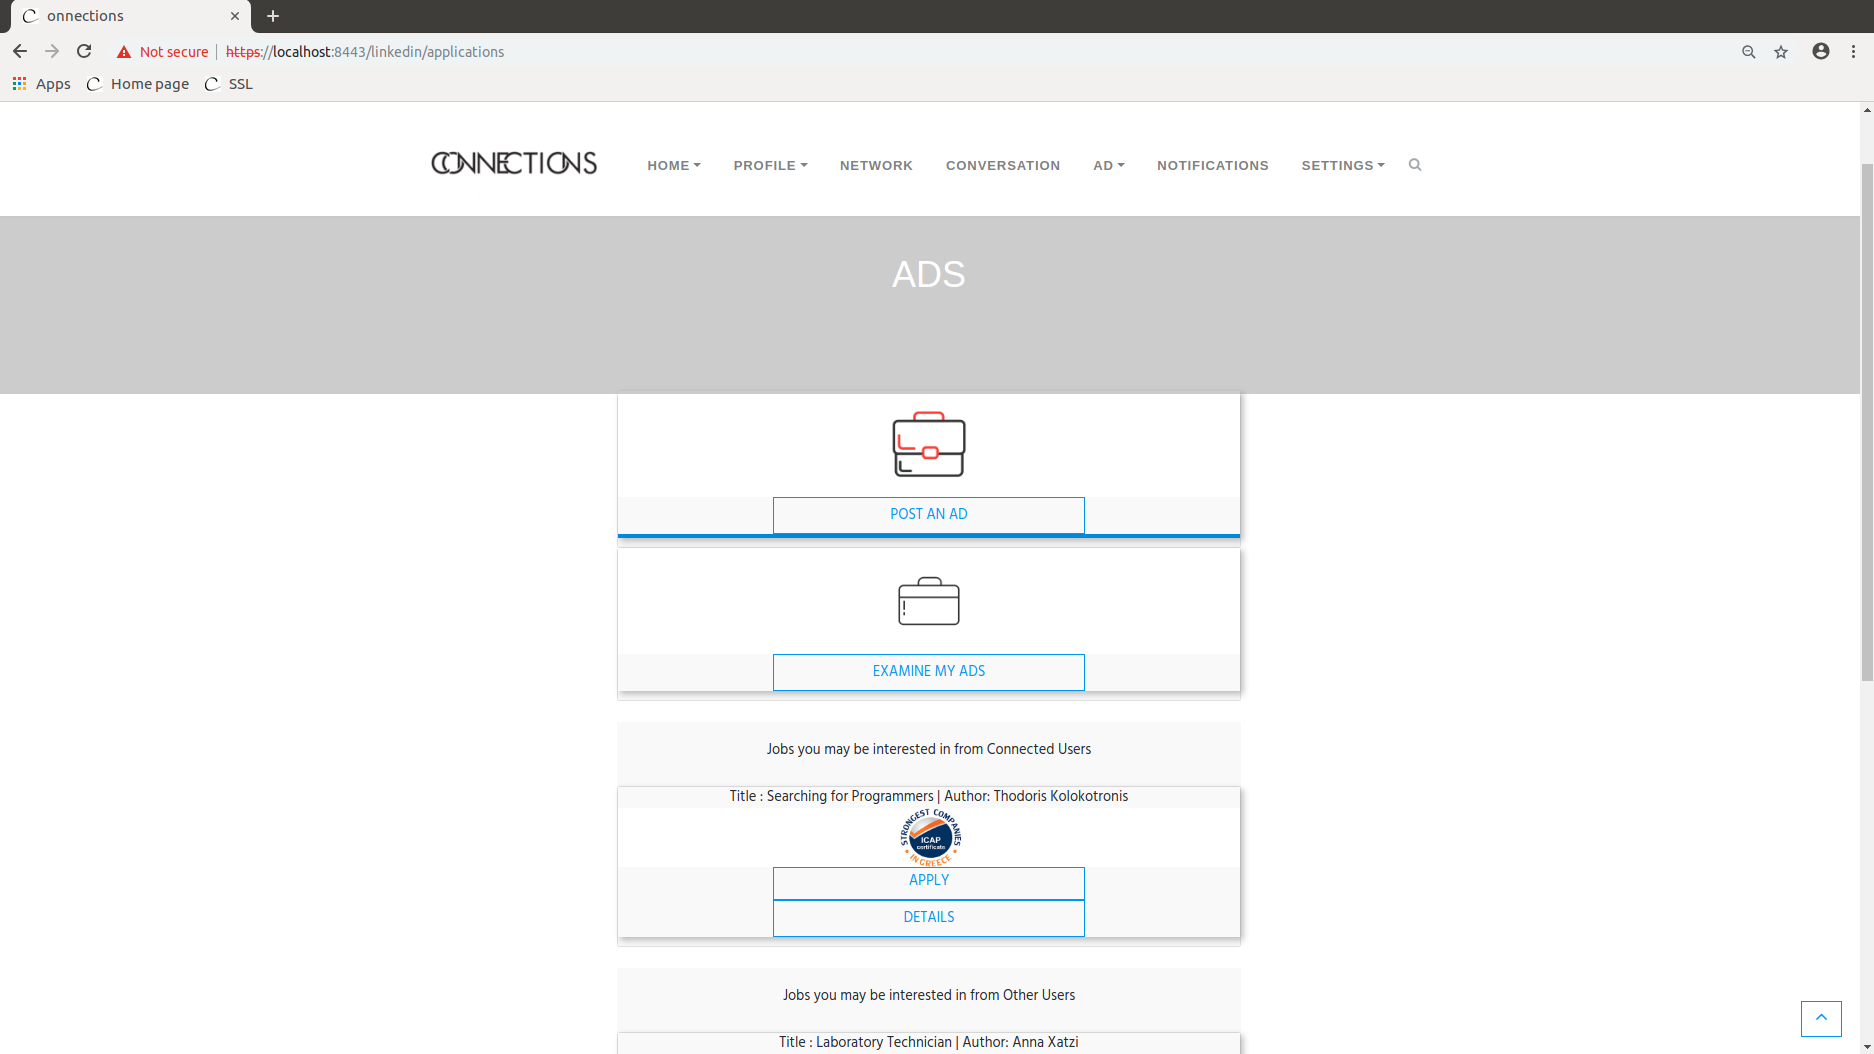 onnections
Not secure https://localhost:8443/linkedin/applications
Apps Home page SSL
CONNECTIONS HOME PROFILE NETWORK CONVERSATION AD NOTIFICATIONS SETTINGS
ADS
POST AN AD
EXAMINE MY ADS
Jobs you may be interested in from Connected Users
Title : Searching for Programmers | Author: Thodoris Kolokotronis
STRONGEST COMPANIES
ICAP
certificate
IN GREECE
APPLY
DETAILS
Jobs you may be interested in from Other Users
Title : Laboratory Technician | Author: Anna Xatzi